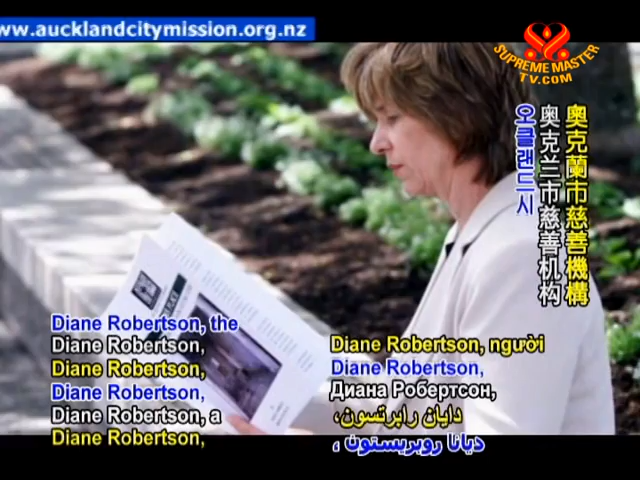 www.aucklandcitymission.org.nz
SUPREME MASTER
TV.COM
奧克蘭市慈善機構
奥克兰市慈善机构
오클랜드시
Diane Robertson, the
Diane Robertson,
Diane Robertson,
Diane Robertson,
Diane Robertson, a
Diane Robertson,
Diane Robertson, người
Diane Robertson,
Диана Робертсон,
دایان رابرتسون،
ديانا روبريستون ،